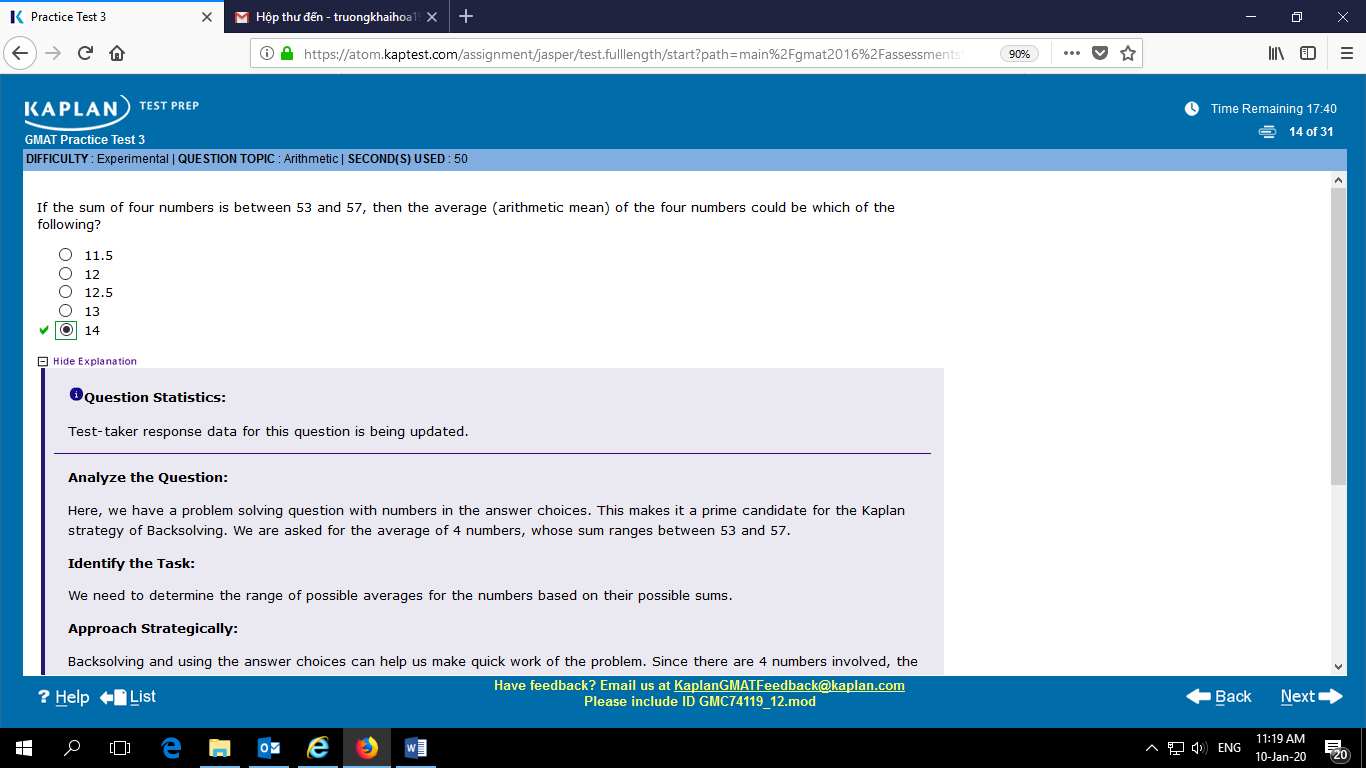 Practice Test 3
Hộp thư đến - truongkhaihoa1
https://atom.kaptest.com/assignment/jasper/test.fulllength/start?path=main%2Fgmat2016%2Fassessments
90%
KAPLAN TEST PREP
GMAT Practice Test 3
Time Remaining 17:40
14 of 31
DIFFICULTY : Experimental | QUESTION TOPIC : Arithmetic | SECOND(S) USED : 50
If the sum of four numbers is between 53 and 57, then the average (arithmetic mean) of the four numbers could be which of the
following?
11.5
12
12.5
13
14
Hide Explanation
Question Statistics:
Test-taker response data for this question is being updated.
Analyze the Question:
Here, we have a problem solving question with numbers in the answer choices. This makes it a prime candidate for the Kaplan
strategy of Backsolving. We are asked for the average of 4 numbers, whose sum ranges between 53 and 57.
Identify the Task:
We need to determine the range of possible averages for the numbers based on their possible sums.
Approach Strategically:
Backsolving and using the answer choices can help us make quick work of the problem. Since there are 4 numbers involved, the
? Help
List
Have feedback? Email us at KaplanGMATFeedback@kaplan.com
Please include ID GMC74119_12.mod
Back
Next
ENG
11:19 AM
10-Jan-20
20